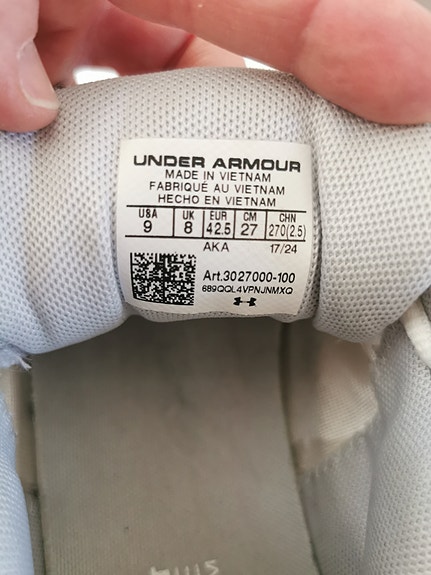 UNDER ARMOUR
MADE IN VIETNAM
FABRIQUÉ AU VIETNAM
HECHO EN VIETNAM
USA UK EUR CM CHN
9 8 42.5 27 270(2.5)
AKA 17/24
Art.3027000-100
689QQL4VPNJNMXQ